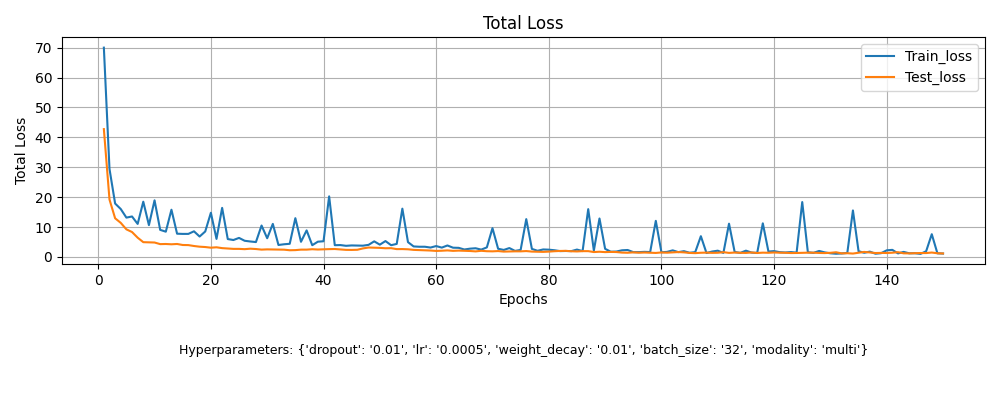 Total Loss
Total Loss
70
60
50
40
30
20
10
0
Train_loss
Test_loss
0 20 40 60 80 100 120 140
Epochs
Hyperparameters: {'dropout': '0.01', 'lr': '0.0005', 'weight_decay': '0.01', 'batch_size': '32', 'modality': 'multi'}